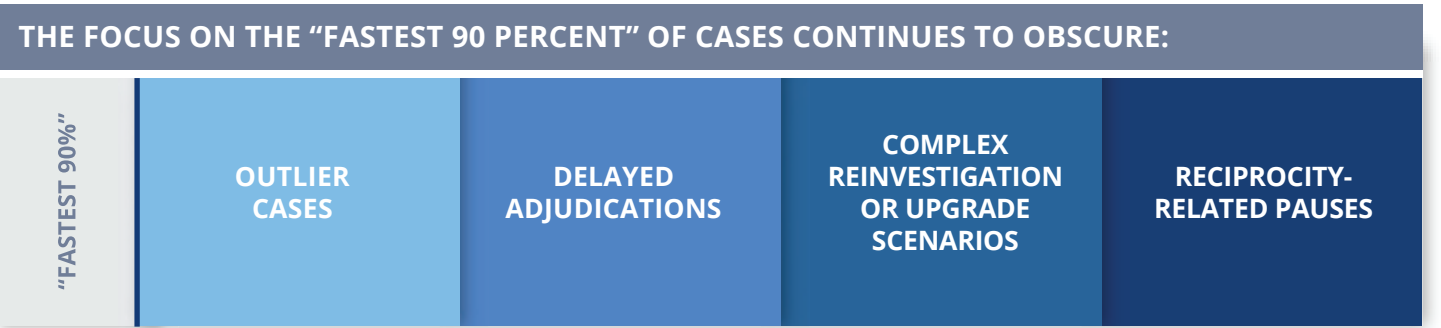 THE FOCUS ON THE “FASTEST 90 PERCENT” OF CASES CONTINUES TO OBSCURE:
“FASTEST 90%”
OUTLIER
CASES
DELAYED
ADJUDICATIONS
COMPLEX
REINVESTIGATION
OR UPGRADE
SCENARIOS
RECIPROCITY-
RELATED PAUSES